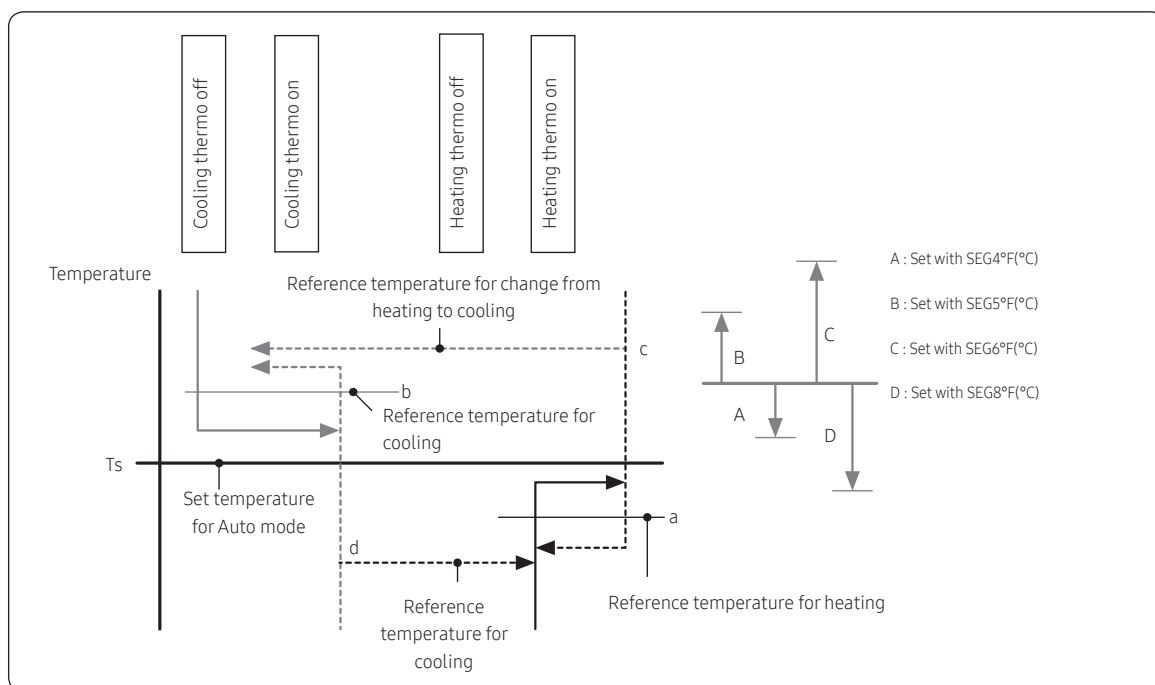 Cooling thermo off
Cooling thermo on
Heating thermo off
Heating thermo on
Temperature
Reference temperature for change from
heating to cooling
c
b
Reference temperature for
cooling
Ts
Set temperature
for Auto mode
a
d
Reference
temperature for
cooling
Reference temperature for heating
B
C
A
D
A : Set with SEG4°F(°C)
B : Set with SEG5°F(°C)
C : Set with SEG6°F(°C)
D : Set with SEG8°F(°C)